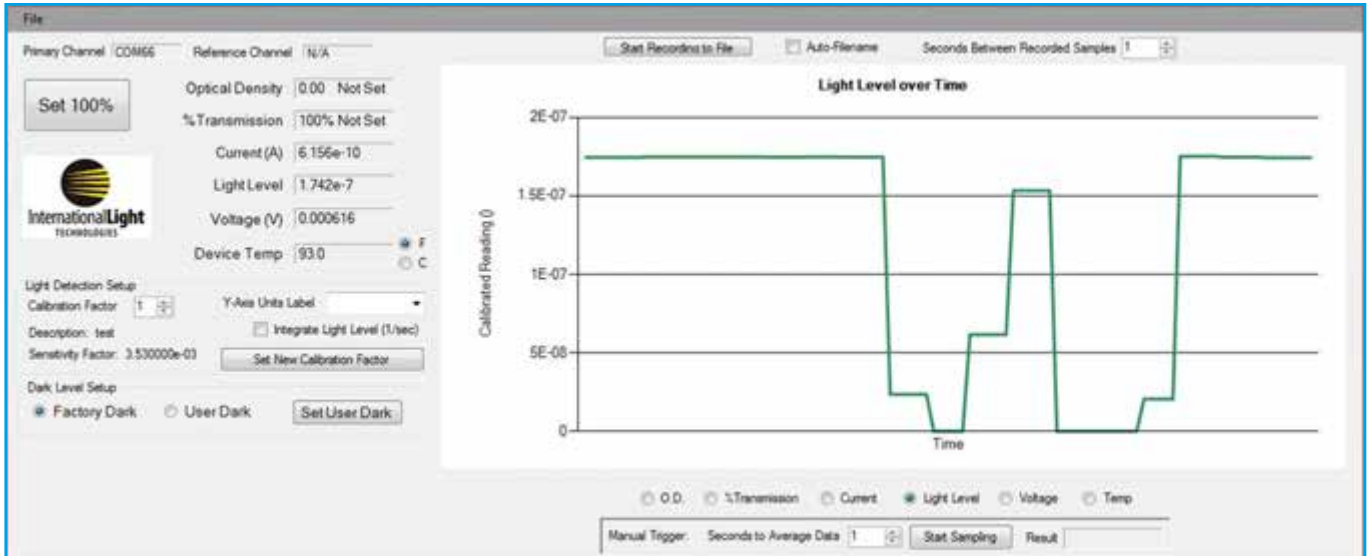 File
Primary Channel COM66 Reference Channel N/A
Start Recording to File Auto-Filename Seconds Between Recorded Samples 1
Set 100%
Optical Density 0.00 Not Set
%Transmission 100% Not Set
Current (A) 6.156e-10
Light Level 1.742e-7
Voltage (V) 0.000616
Device Temp 93.0 F
C
InternationalLight
TECHNOLOGIES
Light Detection Setup
Calibration Factor 1 Y-Axis Units Label
Description: test Integrate Light Level (1/sec)
Sensitivity Factor: 3.530000e-03 Set New Calibration Factor
Dark Level Setup
Factory Dark User Dark Set User Dark
Light Level over Time
2E-07
1.5E-07
1E-07
5E-08
0
Calibrated Reading ()
Time
O.D. %Transmission Current Light Level Voltage Temp
Manual Trigger: Seconds to Average Data 1 Start Sampling Result